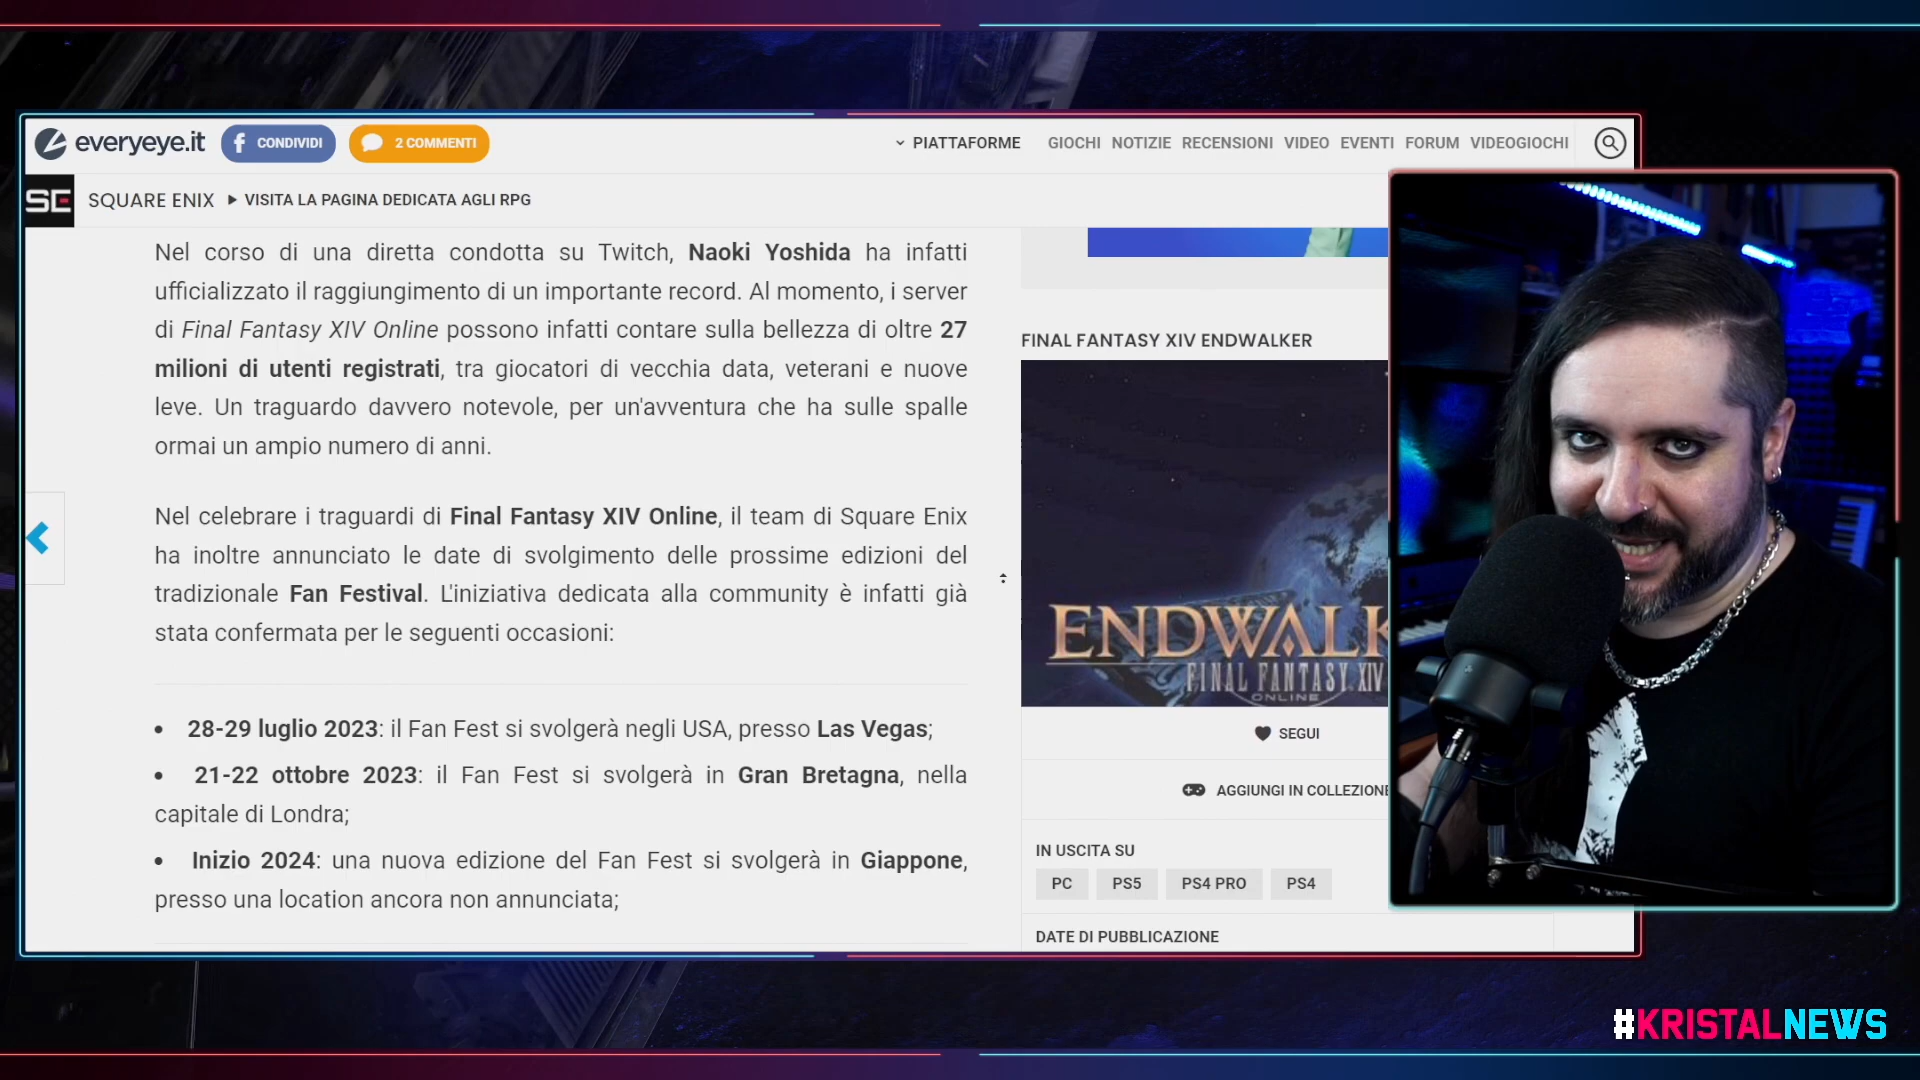 everyeye.it
CONDIVIDI
2 COMMENTI
PIATTAFORME
GIOCHI NOTIZIE RECENSIONI VIDEO EVENTI FORUM VIDEOGIOCHI
SE
SQUARE ENIX
VISITA LA PAGINA DEDICATA AGLI RPG
Nel corso di una diretta condotta su Twitch, Naoki Yoshida ha infatti
ufficializzato il raggiungimento di un importante record. Al momento, i server
di Final Fantasy XIV Online possono infatti contare sulla bellezza di oltre 27
milioni di utenti registrati, tra giocatori di vecchia data, veterani e nuove
leve. Un traguardo davvero notevole, per un'avventura che ha sulle spalle
ormai un ampio numero di anni.
Nel celebrare i traguardi di Final Fantasy XIV Online, il team di Square Enix
ha inoltre annunciato le date di svolgimento delle prossime edizioni del
tradizionale Fan Festival. L'iniziativa dedicata alla community è infatti già
stata confermata per le seguenti occasioni:
• 28-29 luglio 2023: il Fan Fest si svolgerà negli USA, presso Las Vegas;
• 21-22 ottobre 2023: il Fan Fest si svolgerà in Gran Bretagna, nella
capitale di Londra;
• Inizio 2024: una nuova edizione del Fan Fest si svolgerà in Giappone,
presso una location ancora non annunciata;
FINAL FANTASY XIV ENDWALKER
ENDWALK
FINAL FANTASY XIV
ONLINE
SEGUI
AGGIUNGI IN COLLEZIONE
IN USCITA SU
PC PS5 PS4 PRO PS4
DATE DI PUBBLICAZIONE
#KRISTALNEWS